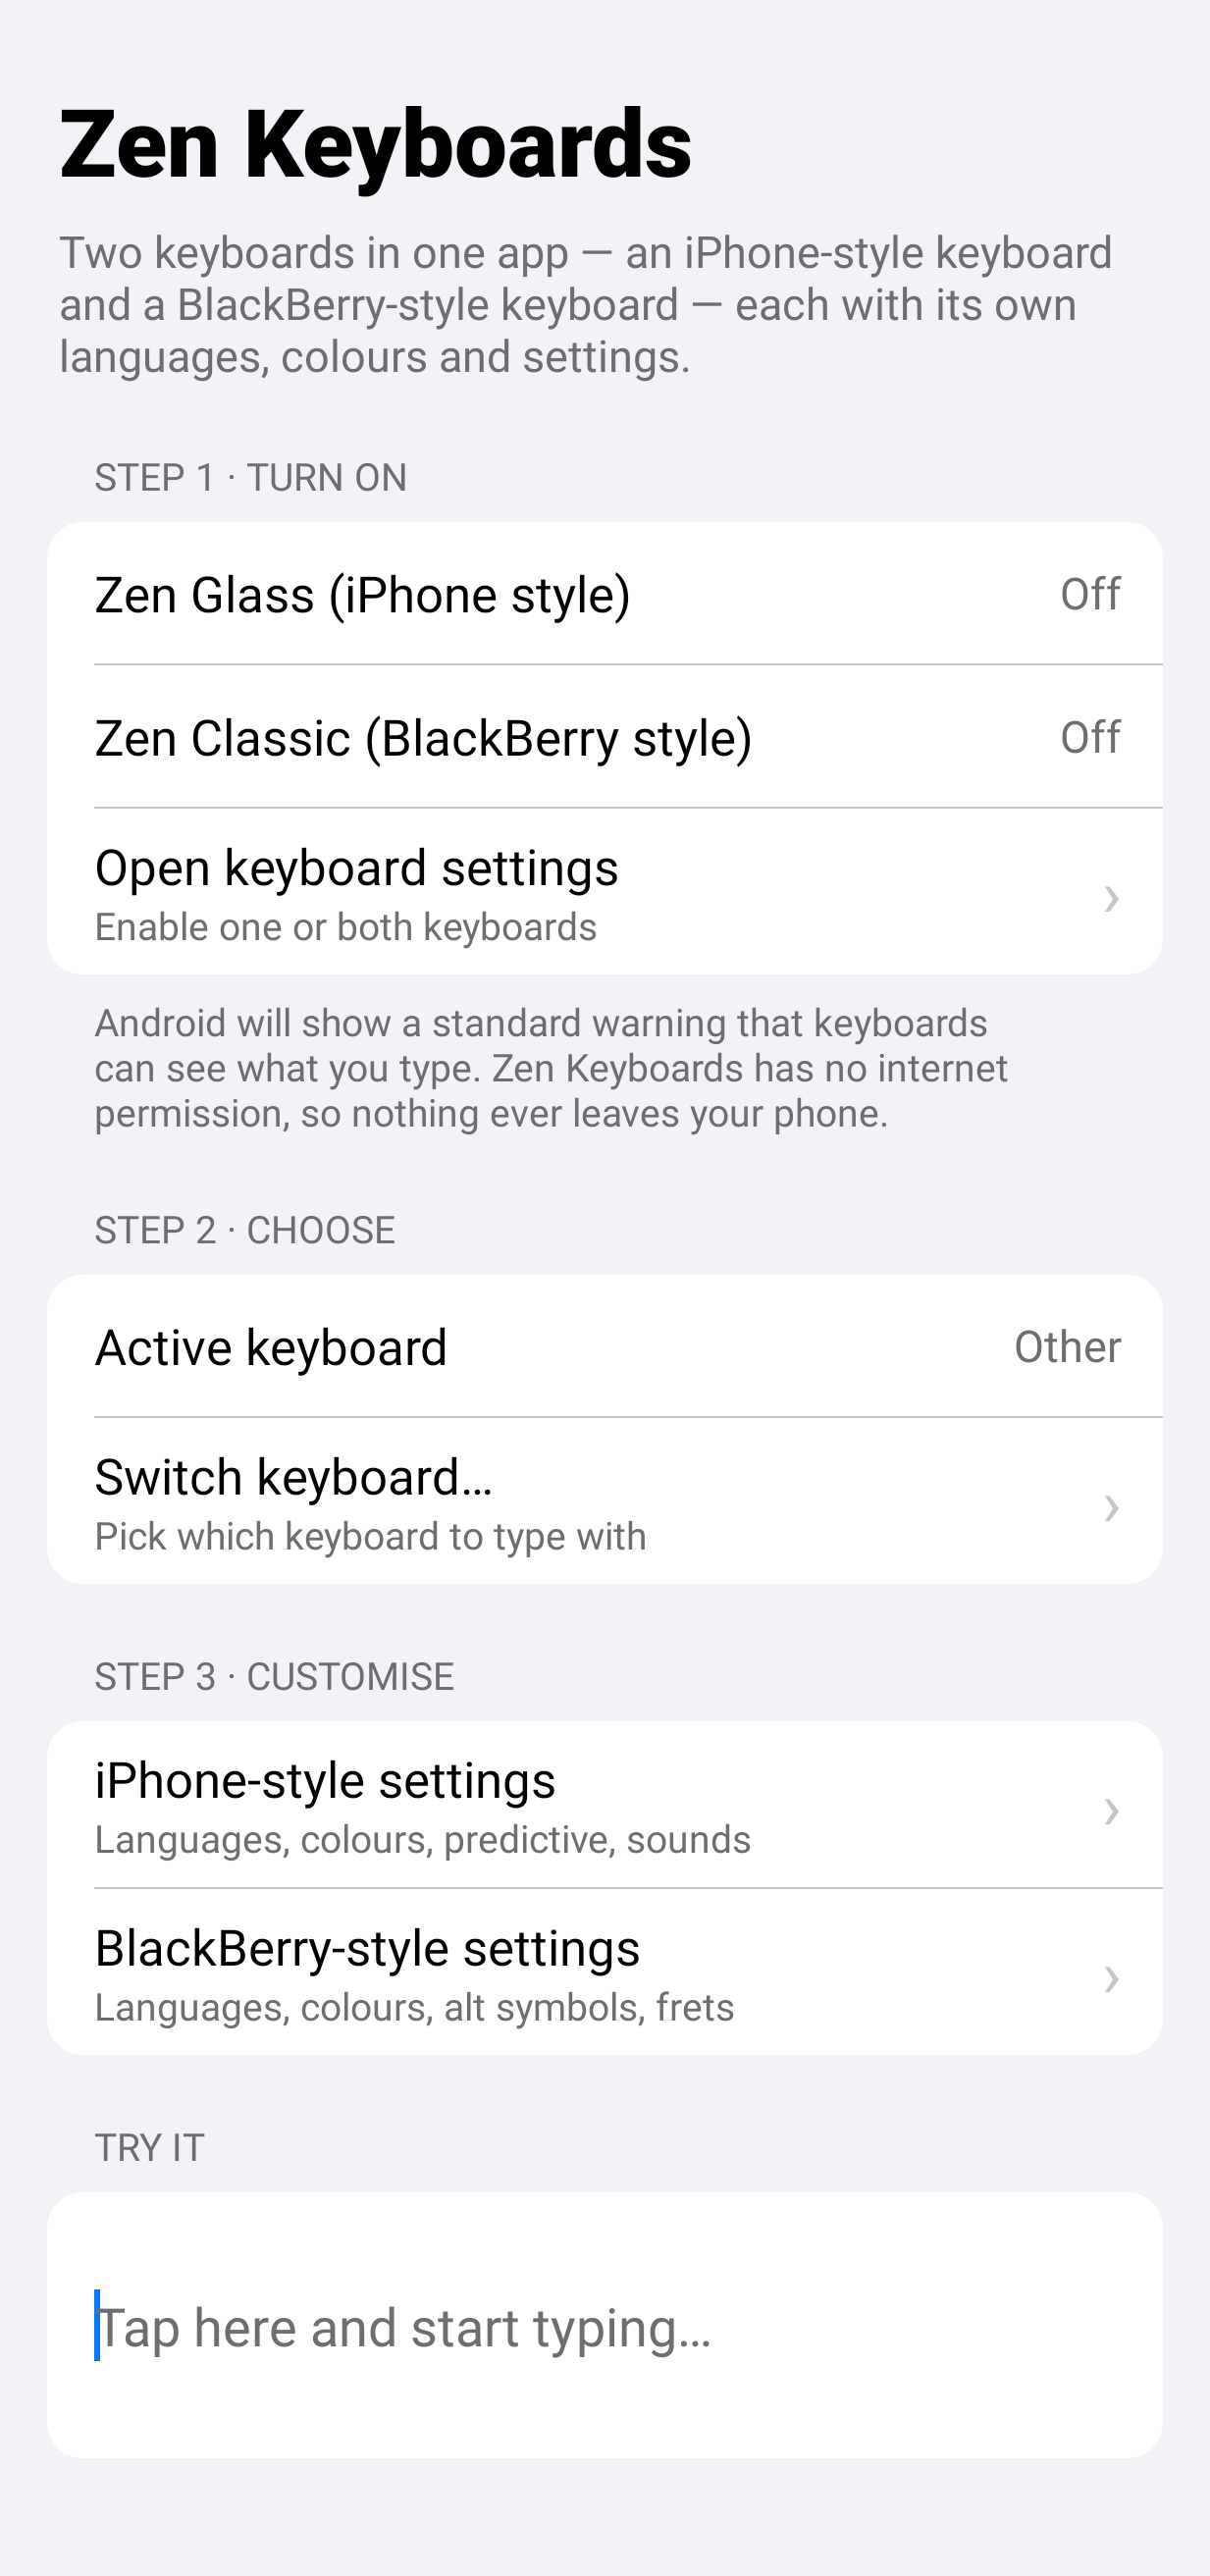 Zen Keyboards
Two keyboards in one app — an iPhone-style keyboard
and a BlackBerry-style keyboard — each with its own
languages, colours and settings.
STEP 1 · TURN ON
Zen Glass (iPhone style)
Off
Zen Classic (BlackBerry style)
Off
Open keyboard settings
Enable one or both keyboards
›
Android will show a standard warning that keyboards
can see what you type. Zen Keyboards has no internet
permission, so nothing ever leaves your phone.
STEP 2 · CHOOSE
Active keyboard
Other
Switch keyboard…
Pick which keyboard to type with
›
STEP 3 · CUSTOMISE
iPhone-style settings
Languages, colours, predictive, sounds
›
BlackBerry-style settings
Languages, colours, alt symbols, frets
›
TRY IT
Tap here and start typing…